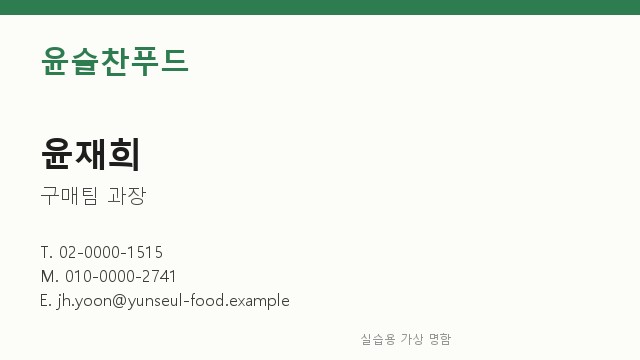 윤슬찬푸드
윤재희
구매팀 과장
T. 02-0000-1515
M. 010-0000-2741
E. jh.yoon@yunseul-food.example
실습용 가상 명함